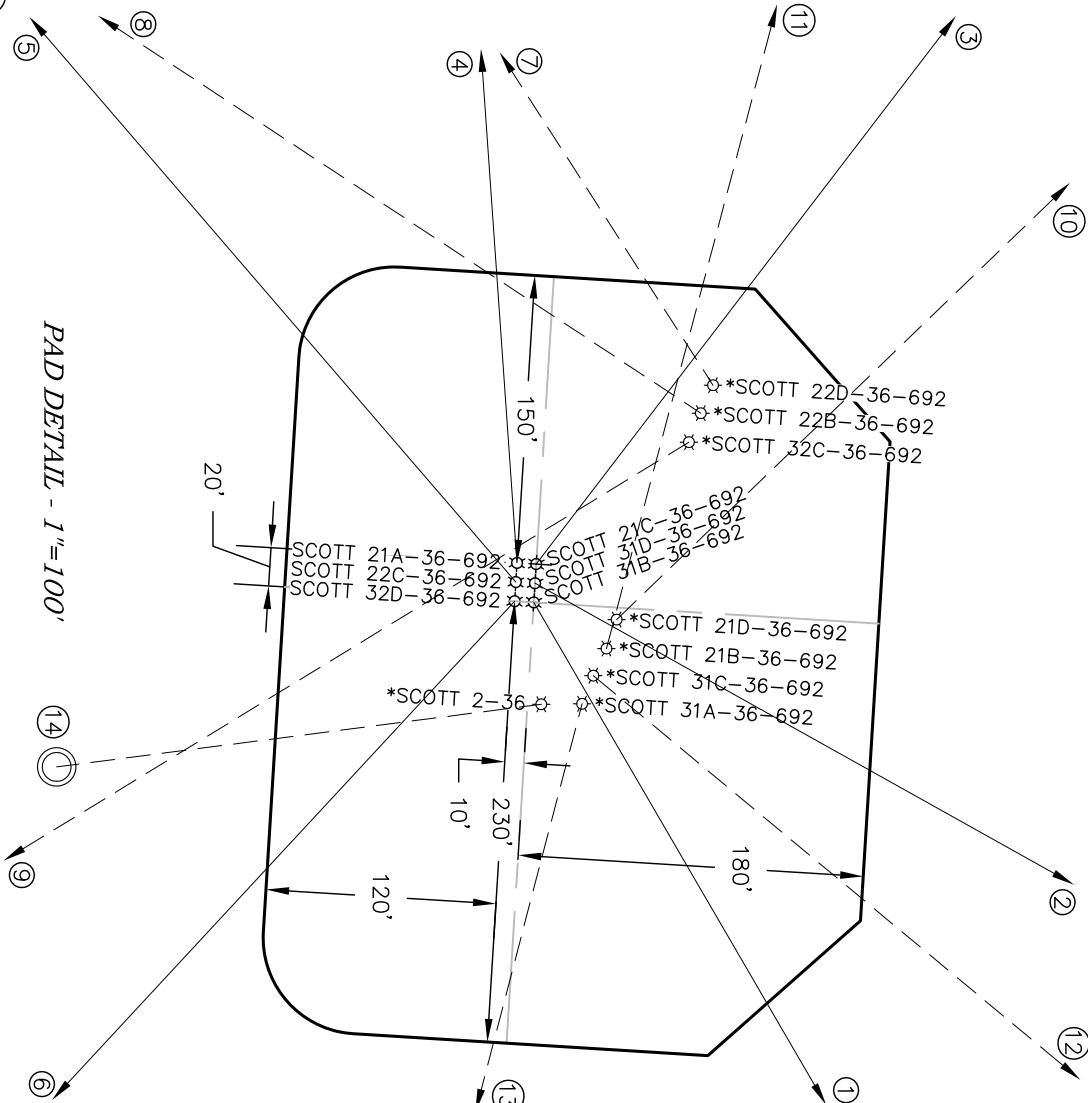 ⑧
⑪
③
⑤
④
⑦
⑩
*SCOTT 22D-36-692
*SCOTT 22B-36-692
*SCOTT 32C-36-692
150'
20'
SCOTT 21C-36-692
SCOTT 31D-36-692
SCOTT 31B-36-692
SCOTT 21A-36-692
SCOTT 22C-36-692
SCOTT 32D-36-692
*SCOTT 21D-36-692
*SCOTT 21B-36-692
*SCOTT 31C-36-692
*SCOTT 31A-36-692
*SCOTT 2-36
PAD DETAIL - 1"=100'
⑭
10'
230'
180'
120'
⑨
②
⑫
⑥
⑬
①